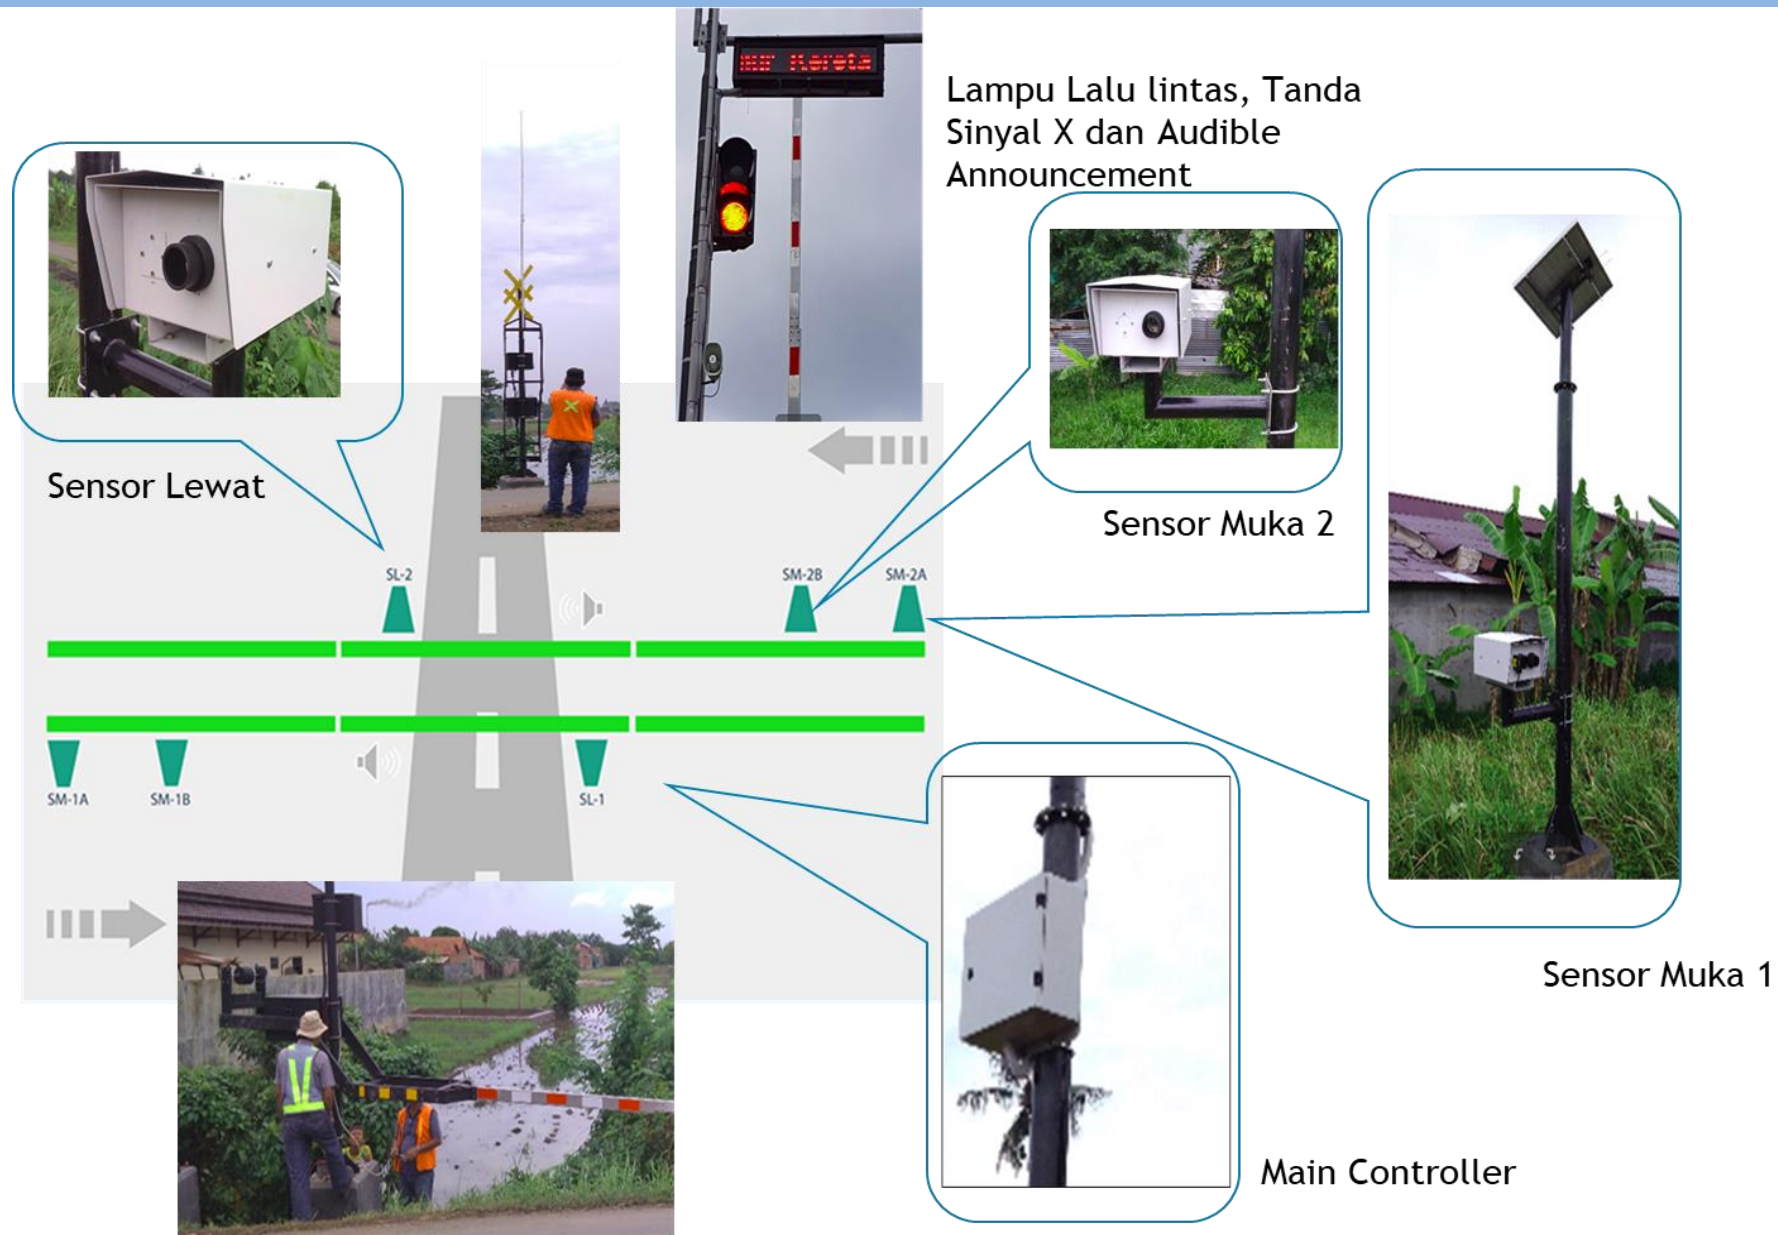 Kereta
Lampu Lalu lintas, Tanda
Sinyal X dan Audible
Announcement
Sensor Lewat
Sensor Muka 2
SL-2
SM-2B
SM-2A
SM-1A
SM-1B
SL-1
Sensor Muka 1
Main Controller